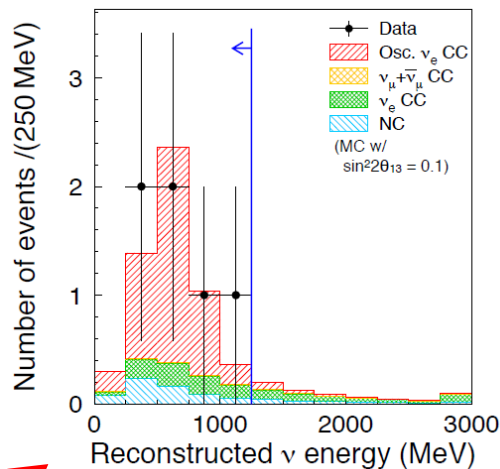 Data
Osc. νe CC
νμ+ν̄μ CC
νe CC
NC
(MC w/
sin²2θ13 = 0.1)
Number of events /(250 MeV)
3
2
1
0
0 1000 2000 3000
Reconstructed ν energy (MeV)